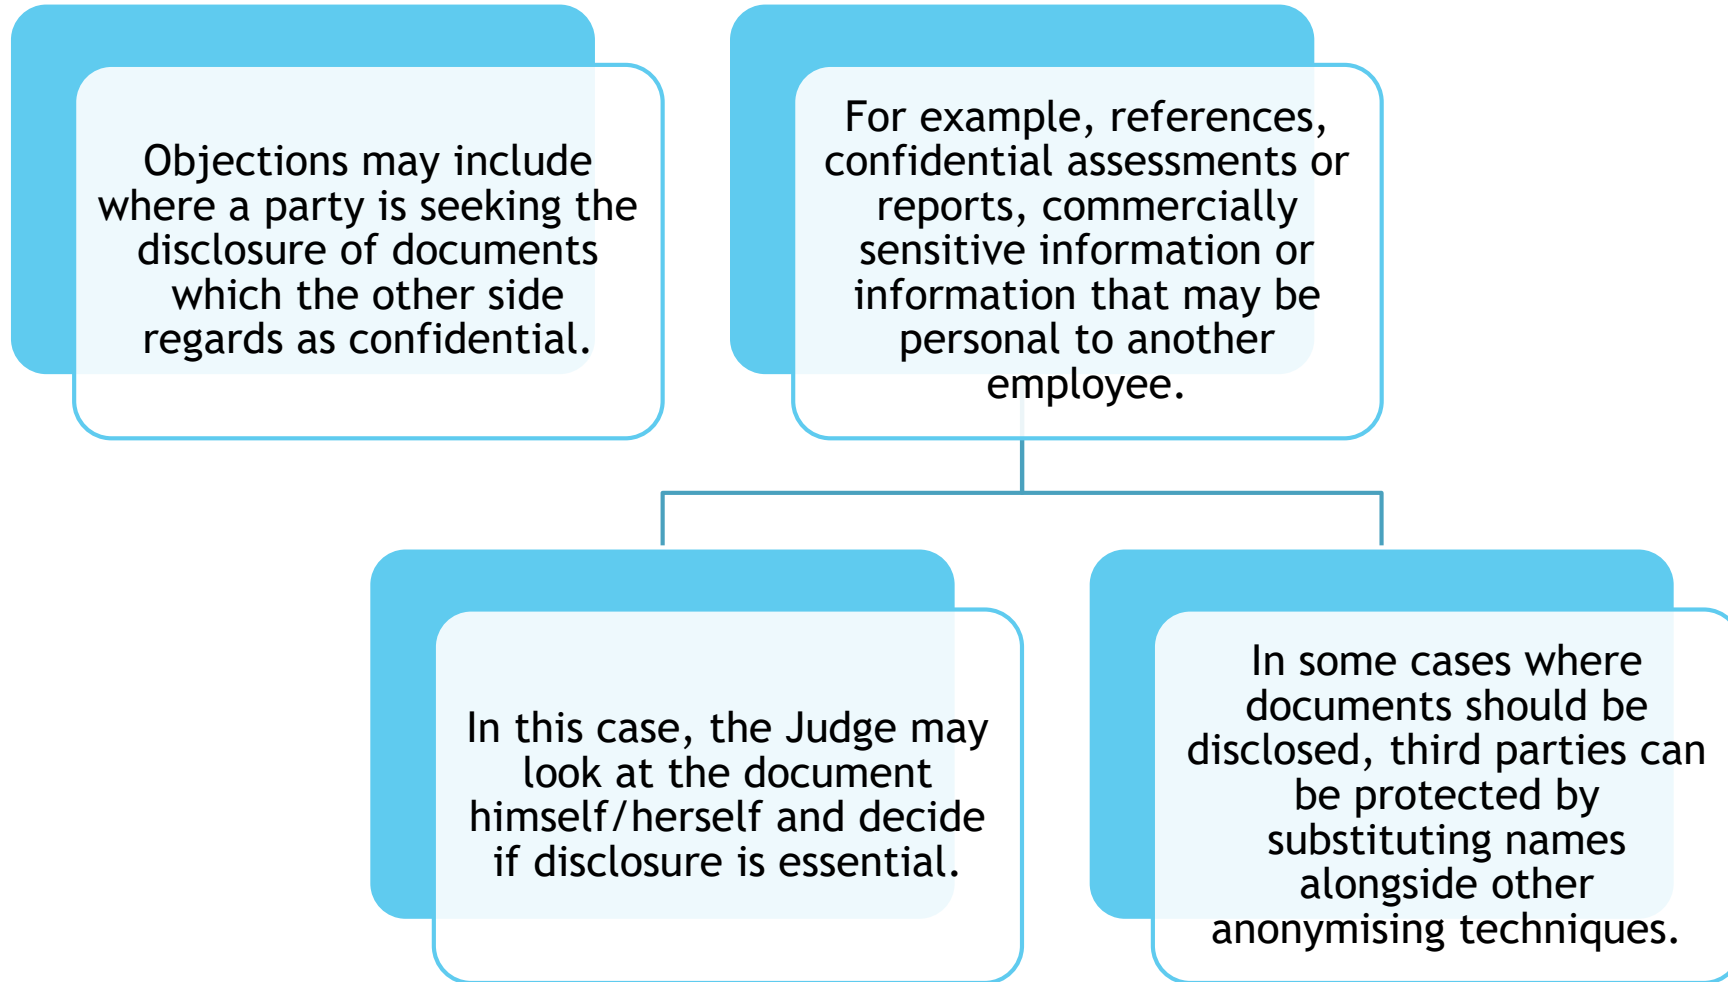 Objections may include
where a party is seeking the
disclosure of documents
which the other side
regards as confidential.
For example, references,
confidential assessments or
reports, commercially
sensitive information or
information that may be
personal to another
employee.
In this case, the Judge may
look at the document
himself/herself and decide
if disclosure is essential.
In some cases where
documents should be
disclosed, third parties can
be protected by
substituting names
alongside other
anonymising techniques.